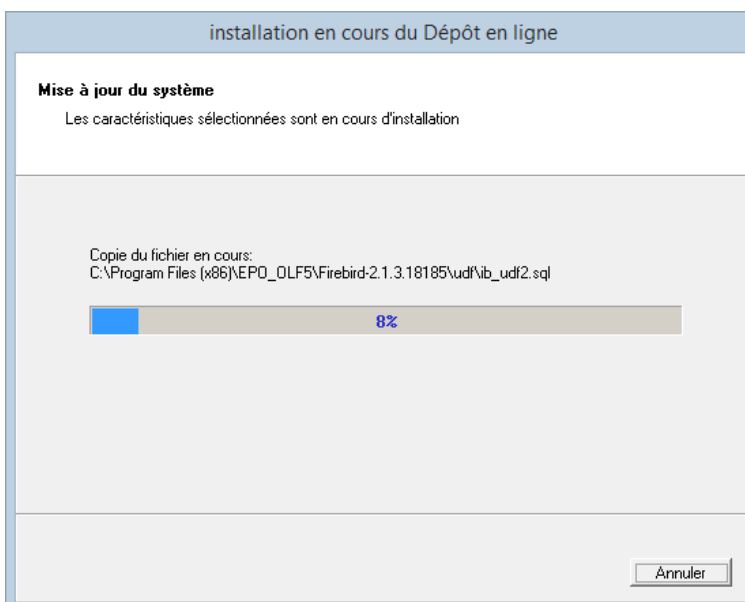 installation en cours du Dépôt en ligne
Mise à jour du système
Les caractéristiques sélectionnées sont en cours d'installation
Copie du fichier en cours:
C:\Program Files (x86)\EPO_OLF5\Firebird-2.1.3.18185\udf\ib_udf2.sql
8%
Annuler